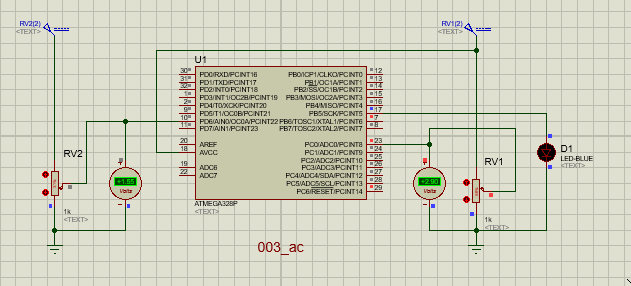 RV2(2)
<TEXT>
RV1(2)
<TEXT>
U1
30 PD0/RXD/PCINT16 PB0/ICP1/CLKO/PCINT0 12
31 PD1/TXD/PCINT17 PB1/OC1A/PCINT1 13
32 PD2/INT0/PCINT18 PB2/SS/OC1B/PCINT2 14
1 PD3/INT1/OC2B/PCINT19 PB3/MOSI/OC2A/PCINT3 15
2 PD4/T0/XCK/PCINT20 PB4/MISO/PCINT4 16
9 PD5/T1/OC0B/PCINT21 PB5/SCK/PCINT5 17
10 PD6/AIN0/OC0A/PCINT22 PB6/TOSC1/XTAL1/PCINT6 7
11 PD7/AIN1/PCINT23 PB7/TOSC2/XTAL2/PCINT7 8
20 AREF PC0/ADC0/PCINT8 23
18 AVCC PC1/ADC1/PCINT9 24
PC2/ADC2/PCINT10 25
19 ADC6 PC3/ADC3/PCINT11 26
22 ADC7 PC4/ADC4/SDA/PCINT12 27
PC5/ADC5/SCL/PCINT13 28
PC6/RESET/PCINT14 29
ATMEGA328P
<TEXT>
RV2
1k
<TEXT>
Volts
Volts
RV1
1k
<TEXT>
D1
LED-BLUE
<TEXT>
003_ac